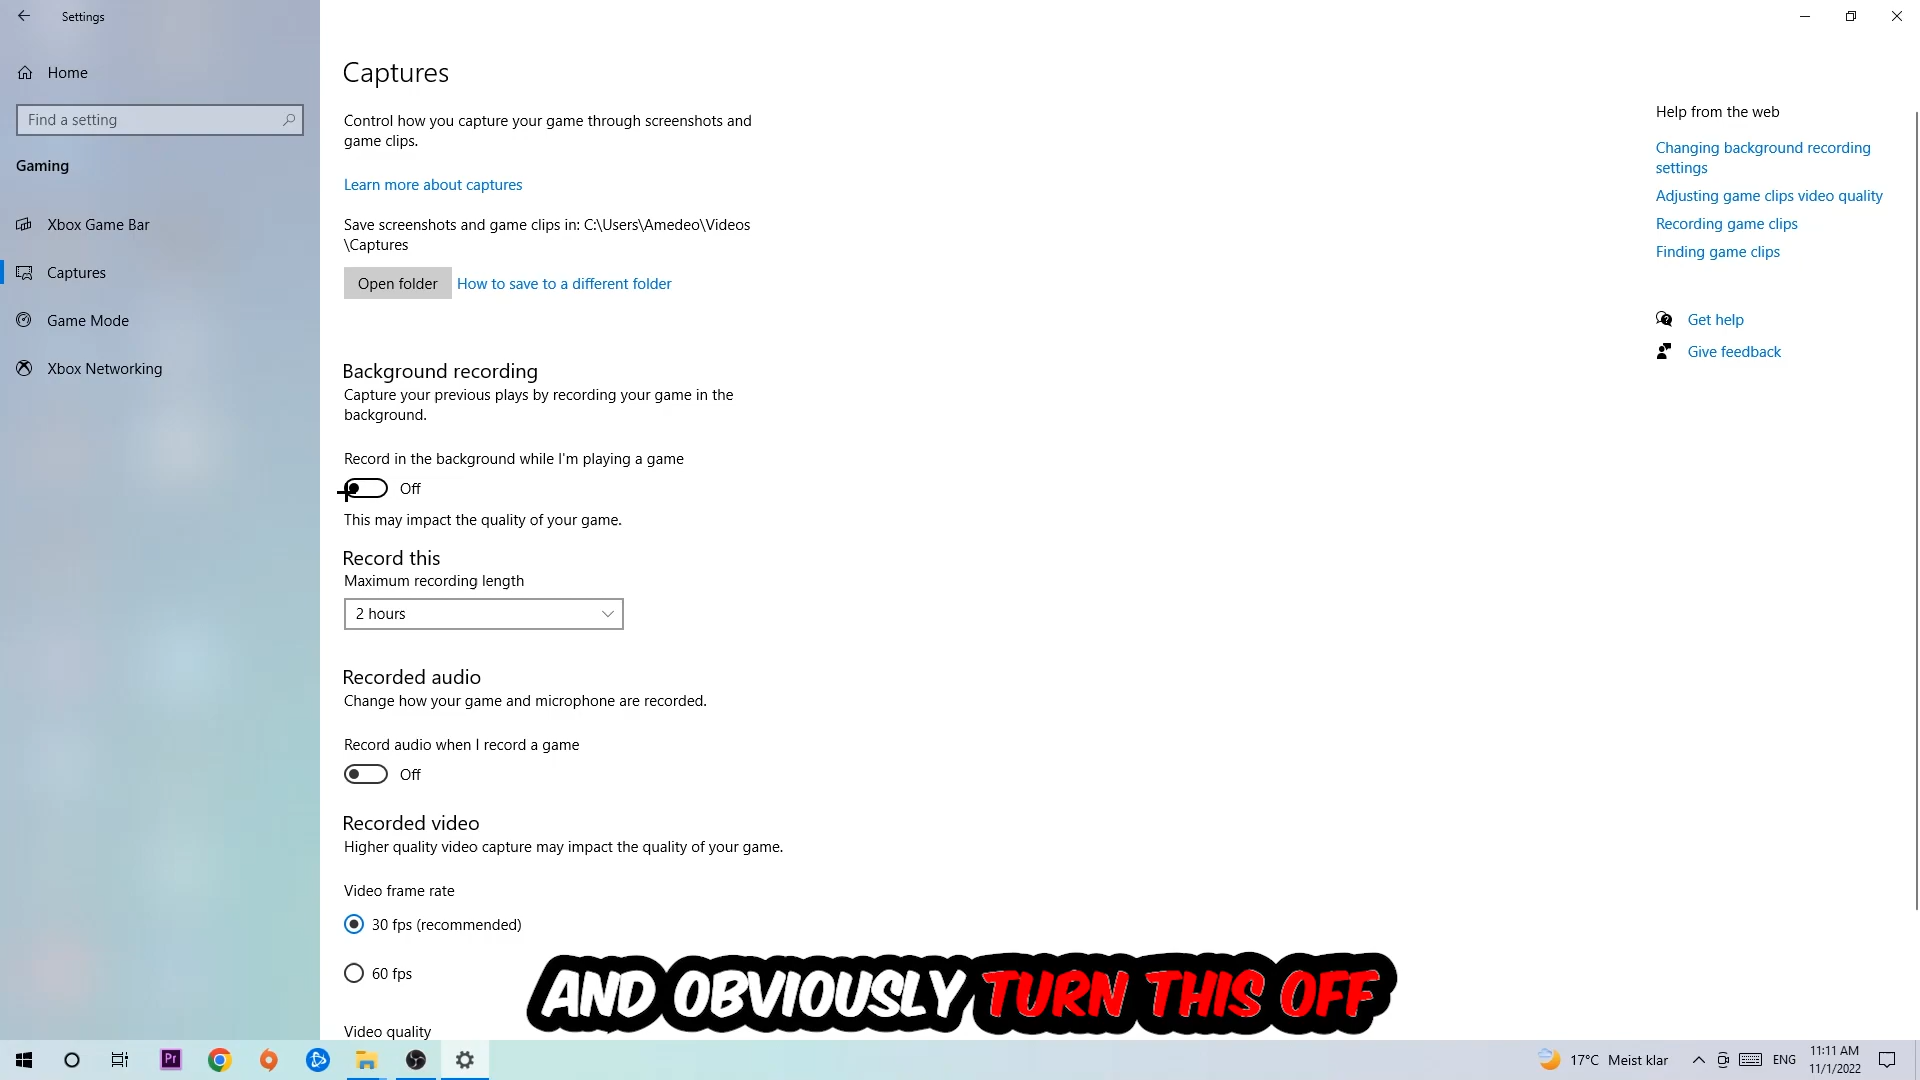 Settings
Home
Find a setting
Gaming
Xbox Game Bar
Captures
Game Mode
Xbox Networking
Captures
Control how you capture your game through screenshots and
game clips.
Learn more about captures
Save screenshots and game clips in: C:\Users\Amedeo\Videos
\Captures
Open folder
How to save to a different folder
Background recording
Capture your previous plays by recording your game in the
background.
Record in the background while I'm playing a game
Off
This may impact the quality of your game.
Record this
Maximum recording length
2 hours
Recorded audio
Change how your game and microphone are recorded.
Record audio when I record a game
Off
Recorded video
Higher quality video capture may impact the quality of your game.
Video frame rate
30 fps (recommended)
60 fps
Video quality
Help from the web
Changing background recording
settings
Adjusting game clips video quality
Recording game clips
Finding game clips
Get help
Give feedback
AND OBVIOUSLY TURN THIS OFF
Pr
17°C Meist klar
ENG
11:11 AM
11/1/2022